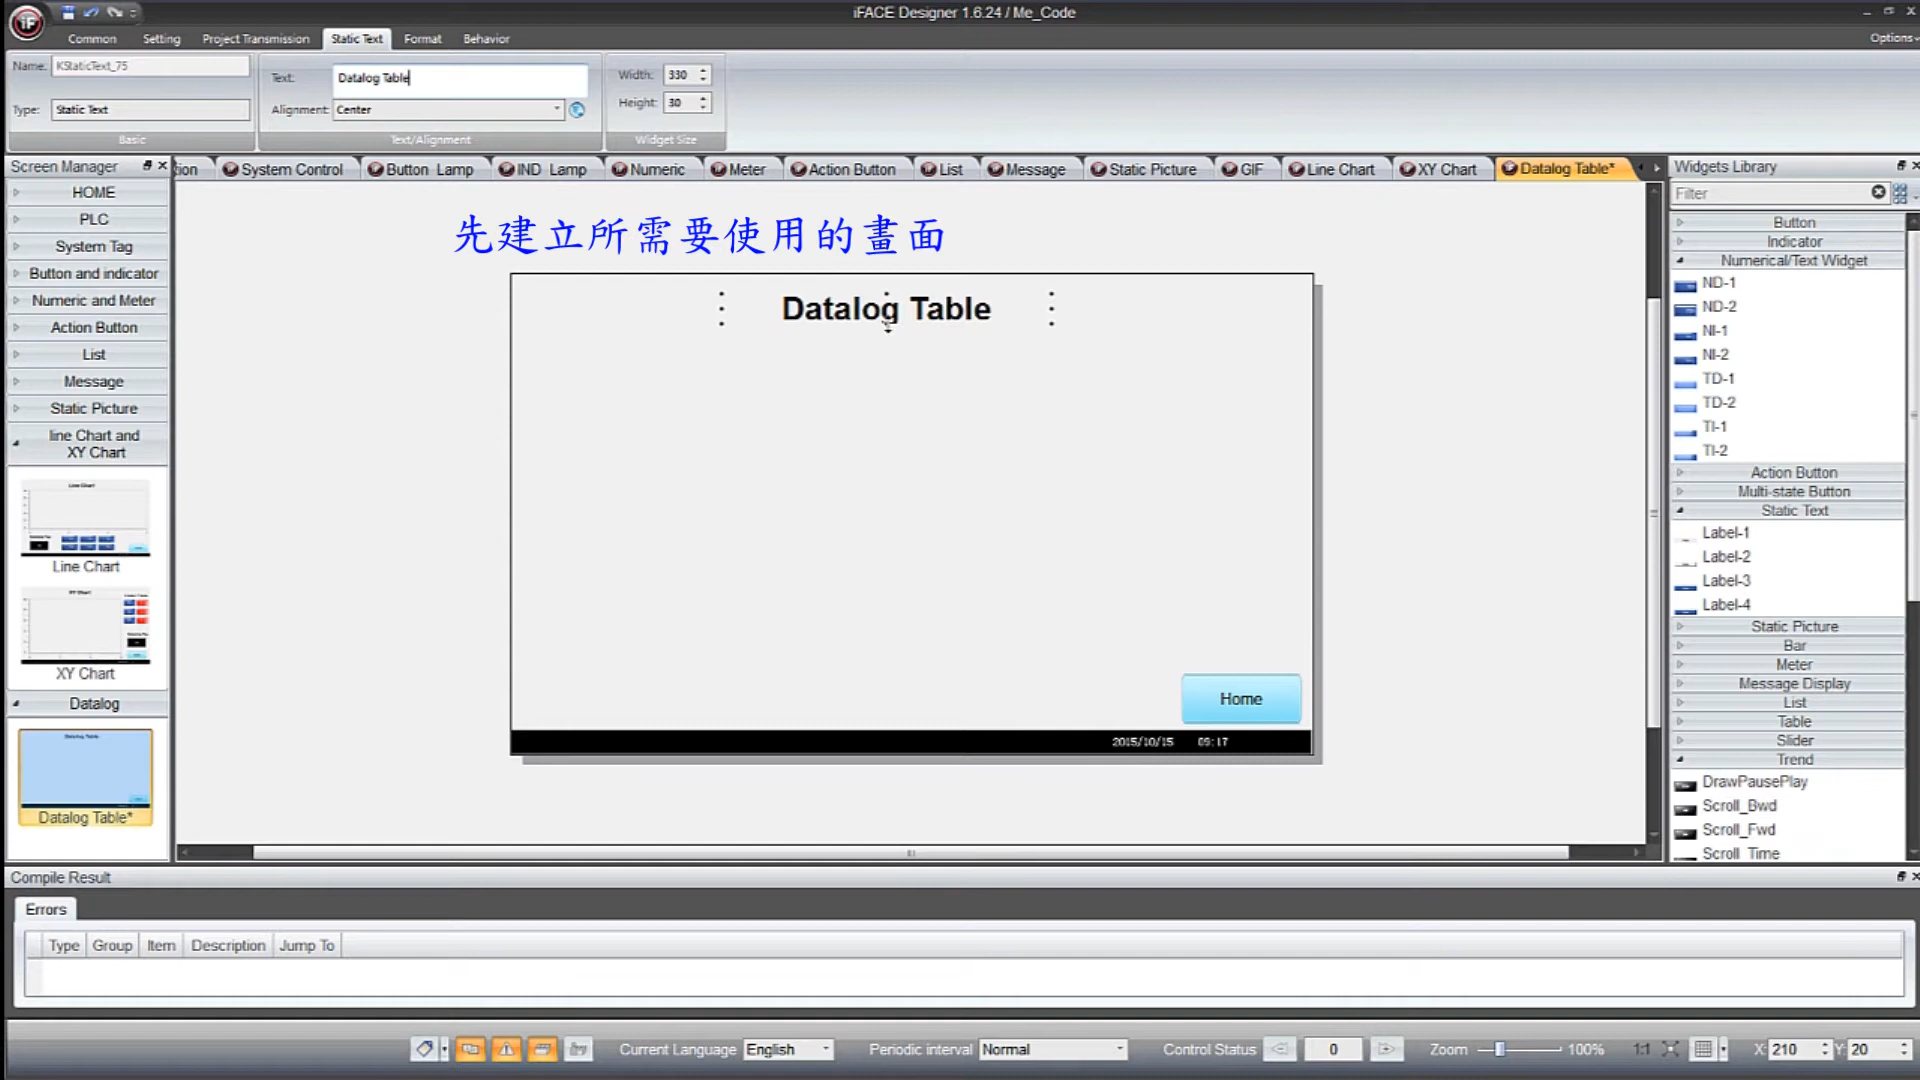 iFACE Designer 1.6.24 / Me_Code
Common Setting Project Transmission Static Text Format Behavior
Options
Name: KStaticText_75
Type: Static Text
Basic
Text: Datalog Table
Alignment: Center
Text/Alignment
Width: 330
Height: 30
Widget Size
Screen Manager
HOME
PLC
System Tag
Button and indicator
Numeric and Meter
Action Button
List
Message
Static Picture
line Chart and
XY Chart
Line Chart
XY Chart
Datalog
Datalog Table*
tion System Control Button Lamp IND Lamp Numeric Meter Action Button List Message Static Picture GIF Line Chart XY Chart Datalog Table*
先建立所需要使用的畫面
Datalog Table
Home
2015/10/15 09:17
Widgets Library
Filter
Button
Indicator
Numerical/Text Widget
ND-1
ND-2
NI-1
NI-2
TD-1
TD-2
TI-1
TI-2
Action Button
Multi-state Button
Static Text
Label-1
Label-2
Label-3
Label-4
Static Picture
Bar
Meter
Message Display
List
Table
Slider
Trend
DrawPausePlay
Scroll_Bwd
Scroll_Fwd
Scroll_Time
Compile Result
Errors
Type Group Item Description Jump To
Current Language English Periodic interval Normal Control Status 0 Zoom 100% 1:1 X: 210 Y: 20